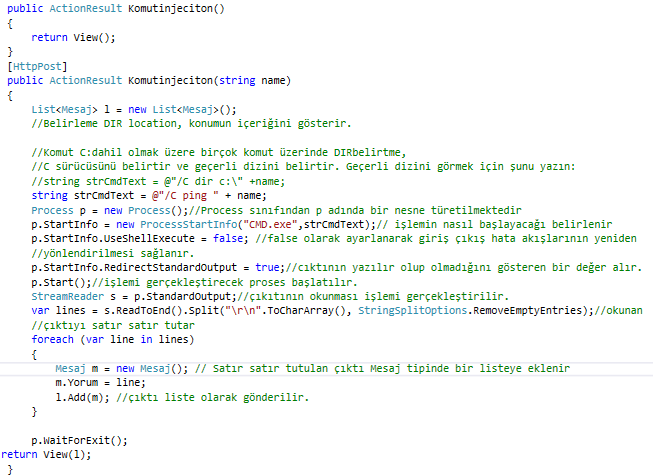 public ActionResult Komutinjeciton()
{
return View();
}
[HttpPost]
public ActionResult Komutinjeciton(string name)
{
List<Mesaj> l = new List<Mesaj>();
//Belirleme DIR location, konumun içeriğini gösterir.
//Komut C:dahil olmak üzere birçok komut üzerinde DIRbelirtme,
//C sürücüsünü belirtir ve geçerli dizini belirtir. Geçerli dizini görmek için şunu yazın:
//string strCmdText = @"/C dir c:\" +name;
string strCmdText = @"/C ping " + name;
Process p = new Process();//Process sınıfından p adında bir nesne türetilmektedir
p.StartInfo = new ProcessStartInfo("CMD.exe",strCmdText);// işlemin nasıl başlayacağı belirlenir
p.StartInfo.UseShellExecute = false; //false olarak ayarlanarak giriş çıkış hata akışlarının yeniden
//yönlendirilmesi sağlanır.
p.StartInfo.RedirectStandardOutput = true;//cıktının yazılır olup olmadığını gösteren bir değer alır.
p.Start();//işlemi gerçekleştirecek proses başlatılır.
StreamReader s = p.StandardOutput;//çıkıtının okunması işlemi gerçekleştirilir.
var lines = s.ReadToEnd().Split("\r\n".ToCharArray(), StringSplitOptions.RemoveEmptyEntries);//okunan
//çıktıyı satır satır tutar
foreach (var line in lines)
{
Mesaj m = new Mesaj(); // Satır satır tutulan çıktı Mesaj tipinde bir listeye eklenir
m.Yorum = line;
l.Add(m); //çıktı liste olarak gönderilir.
}
p.WaitForExit();
return View(l);
}